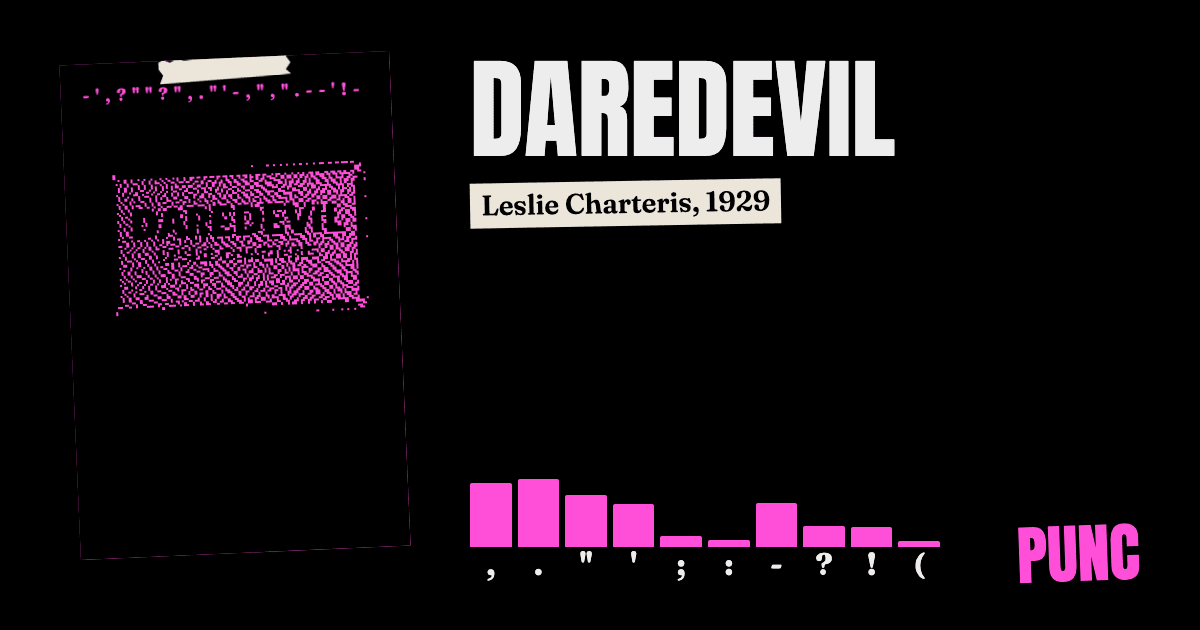 -',?""?",."'-,",".--'!-
DAREDEVIL
DAREDEVIL
Leslie Charteris, 1929
, . " ' ; : - ? ! (
PUNC